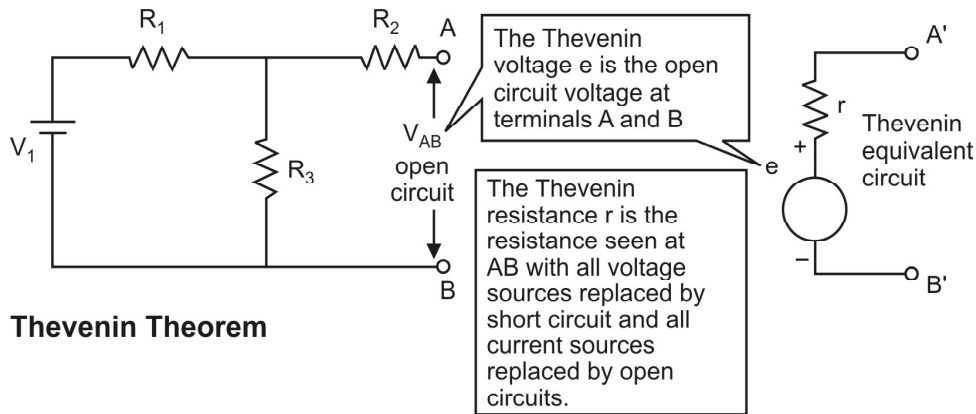 R1
R2
A
V1
R3
VAB
open
circuit
B
The Thevenin
voltage e is the open
circuit voltage at
terminals A and B
The Thevenin
resistance r is the
resistance seen at
AB with all voltage
sources replaced by
short circuit and all
current sources
replaced by open
circuits.
A'
r
+
e
Thevenin
equivalent
circuit
–
B'
Thevenin Theorem